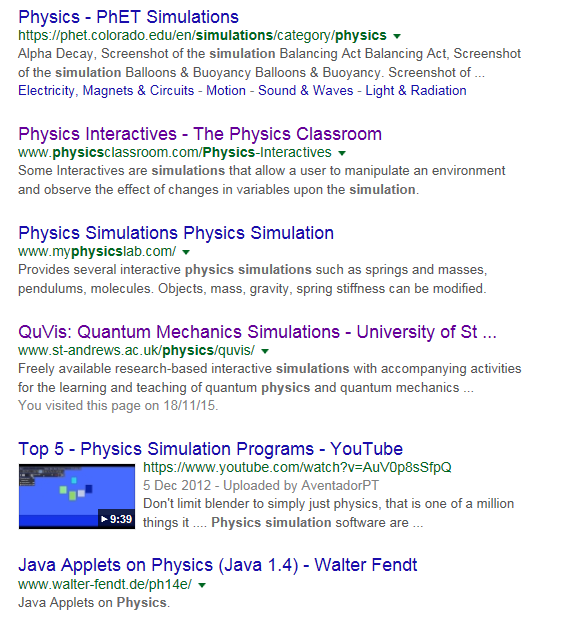 Physics - PhET Simulations
https://phet.colorado.edu/en/simulations/category/physics
Alpha Decay, Screenshot of the simulation Balancing Act Balancing Act, Screenshot
of the simulation Balloons & Buoyancy Balloons & Buoyancy. Screenshot of ...
Electricity, Magnets & Circuits - Motion - Sound & Waves - Light & Radiation
Physics Interactives - The Physics Classroom
www.physicsclassroom.com/Physics-Interactives
Some Interactives are simulations that allow a user to manipulate an environment
and observe the effect of changes in variables upon the simulation.
Physics Simulations Physics Simulation
www.myphysicslab.com/
Provides several interactive physics simulations such as springs and masses,
pendulums, molecules. Objects, mass, gravity, spring stiffness can be modified.
QuVis: Quantum Mechanics Simulations - University of St ...
www.st-andrews.ac.uk/physics/quvis/
Freely available research-based interactive simulations with accompanying activities
for the learning and teaching of quantum physics and quantum mechanics ...
You visited this page on 18/11/15.
Top 5 - Physics Simulation Programs - YouTube
https://www.youtube.com/watch?v=AuV0p8sSfpQ
5 Dec 2012 - Uploaded by AventadorPT
Don't limit blender to simply just physics, that is one of a million
things it .... Physics simulation software are ...
9:39
Java Applets on Physics (Java 1.4) - Walter Fendt
www.walter-fendt.de/ph14e/
Java Applets on Physics.